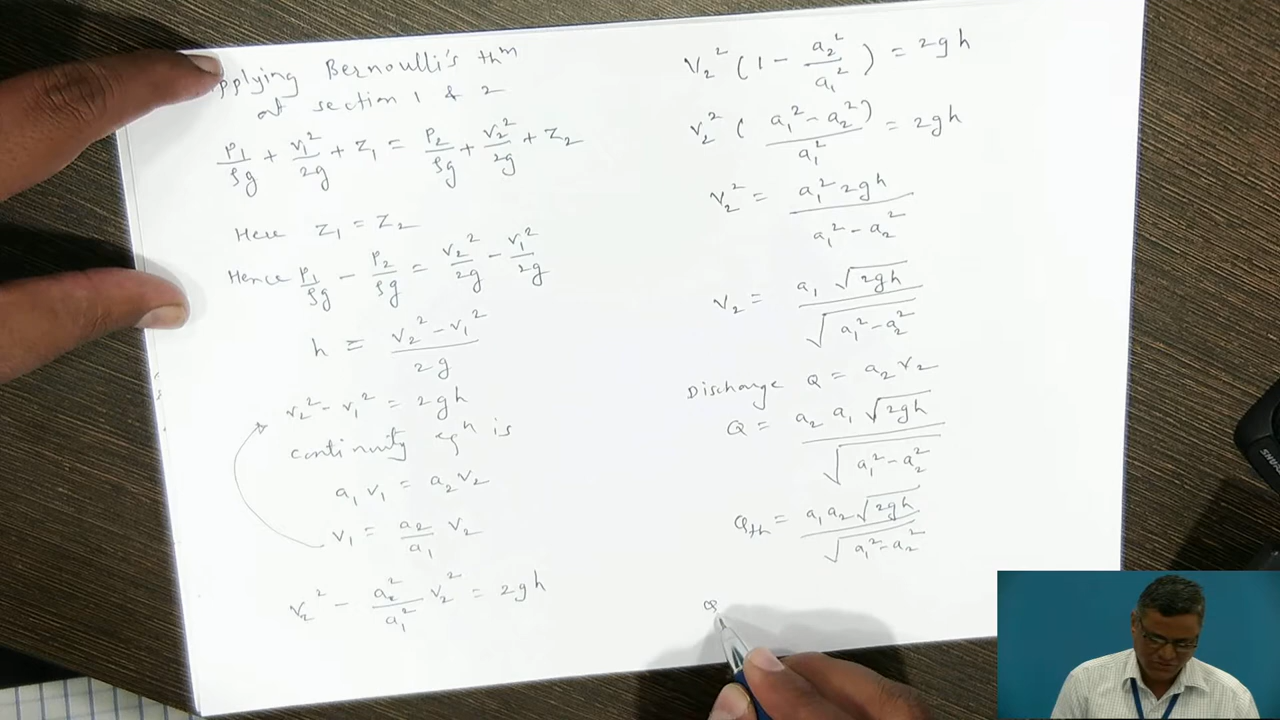 Applying Bernoulli's thm
at section 1 & 2
P₁/ρg + v₁²/2g + Z₁ = P₂/ρg + v₂²/2g + Z₂
Here Z₁ = Z₂
Hence P₁/ρg - P₂/ρg = v₂²/2g - v₁²/2g
h = (v₂² - v₁²)/2g
v₂² - v₁² = 2gh
continuity eqⁿ is
a₁ v₁ = a₂ v₂
v₁ = a₂/a₁ v₂
v₂² - a₂²/a₁² v₂² = 2gh
v₂² (1 - a₂²/a₁²) = 2gh
v₂² ((a₁² - a₂²)/a₁²) = 2gh
v₂² = a₁² 2gh/(a₁² - a₂²)
v₂ = a₁ √(2gh)/√(a₁² - a₂²)
Discharge Q = a₂ v₂
Q = a₂ a₁ √(2gh)/√(a₁² - a₂²)
Qth = a₁ a₂ √(2gh)/√(a₁² - a₂²)
Q